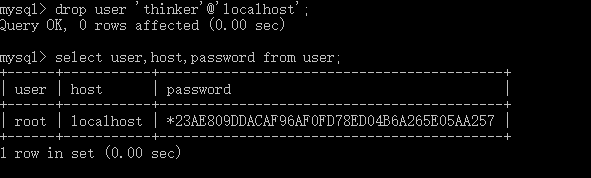 mysql> drop user 'thinker'@'localhost';
Query OK, 0 rows affected (0.00 sec)
mysql> select user,host,password from user;
+------+-----------+-------------------------------------------+
| user | host      | password                                  |
+------+-----------+-------------------------------------------+
| root | localhost | *23AE809DDACAF96AF0FD78ED04B6A265E05AA257 |
+------+-----------+-------------------------------------------+
1 row in set (0.00 sec)